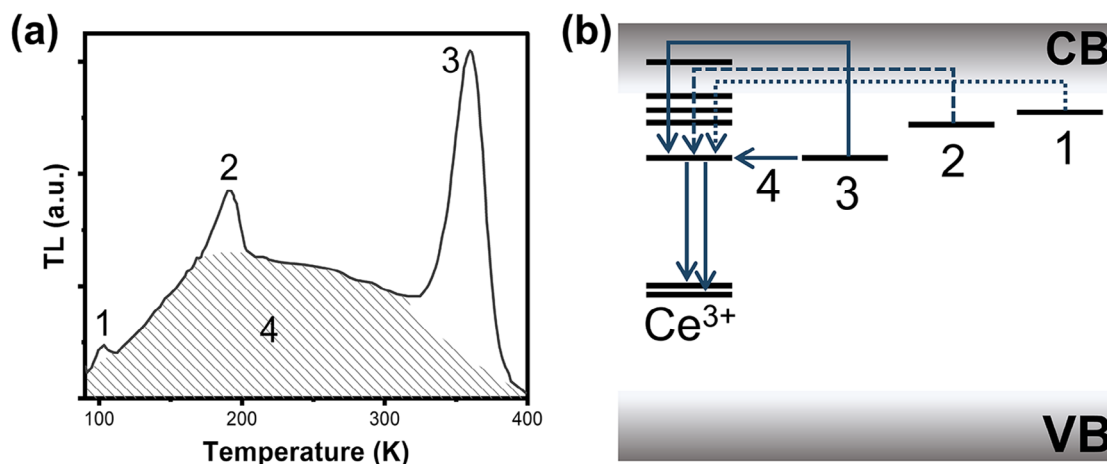 (a)
TL (a.u.)
1
2
3
4
100
200
300
400
Temperature (K)
(b)
CB
1
2
3
4
Ce³⁺
VB